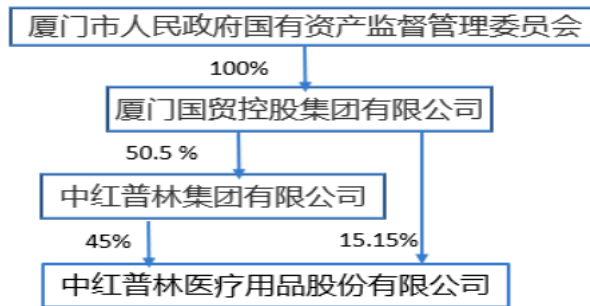 厦门市人民政府国有资产监督管理委员会
100%
厦门国贸控股集团有限公司
50.5 %
中红普林集团有限公司
45%
15.15%
中红普林医疗用品股份有限公司